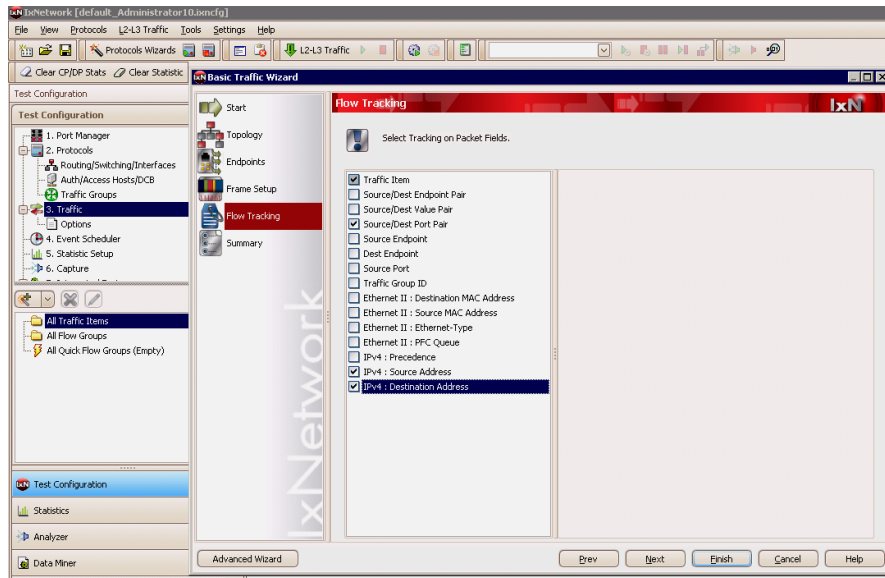 IxNetwork [default_Administrator10.ixncfg]
File View Protocols L2-L3 Traffic Tools Settings Help
Protocols Wizards L2-L3 Traffic
Clear CP/DP Stats Clear Statistic
Test Configuration
Test Configuration
1. Port Manager
2. Protocols
Routing/Switching/Interfaces
Auth/Access Hosts/DCB
Traffic Groups
3. Traffic
Options
4. Event Scheduler
5. Statistic Setup
6. Capture
All Traffic Items
All Flow Groups
All Quick Flow Groups (Empty)
Test Configuration
Statistics
Analyzer
Data Miner
Basic Traffic Wizard
Start
Topology
Endpoints
Frame Setup
Flow Tracking
Summary
IxNetwork
Flow Tracking
IxN
Select Tracking on Packet Fields.
Traffic Item
Source/Dest Endpoint Pair
Source/Dest Value Pair
Source/Dest Port Pair
Source Endpoint
Dest Endpoint
Source Port
Traffic Group ID
Ethernet II : Destination MAC Address
Ethernet II : Source MAC Address
Ethernet II : Ethernet-Type
Ethernet II : PFC Queue
IPv4 : Precedence
IPv4 : Source Address
IPv4 : Destination Address
Advanced Wizard Prev Next Finish Cancel Help